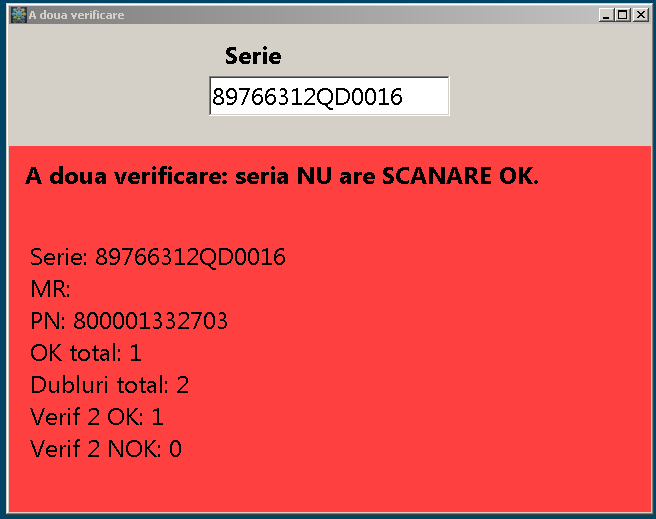 A doua verificare
Serie
89766312QD0016
A doua verificare: seria NU are SCANARE OK.
Serie: 89766312QD0016
MR:
PN: 800001332703
OK total: 1
Dubluri total: 2
Verif 2 OK: 1
Verif 2 NOK: 0